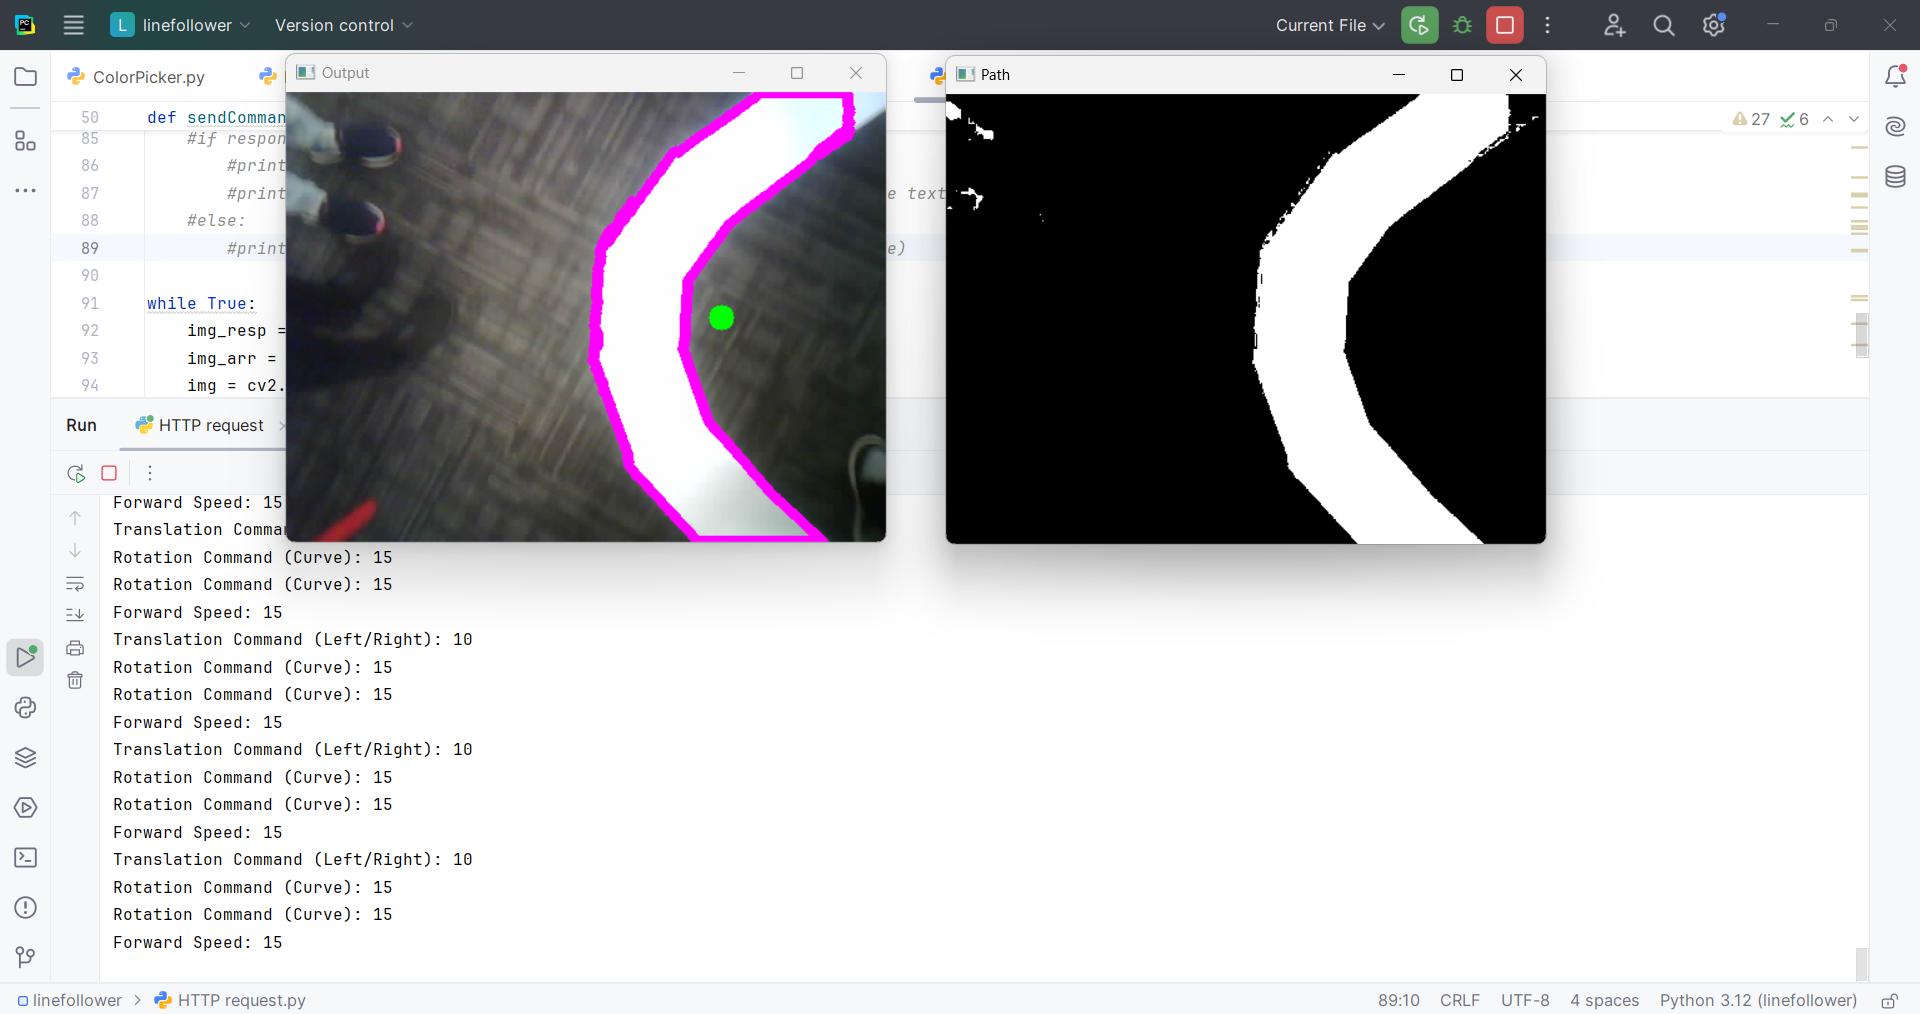 PC
L linefollower
Version control
Current File
ColorPicker.py
Output
Path
50 def sendComman
27 6
85 #if respon
86 #print
87 #print e text
88 #else:
89 #print e)
90
91 while True:
92 img_resp =
93 img_arr =
94 img = cv2.
Run HTTP request
Forward Speed: 15
Translation Comma
Rotation Command (Curve): 15
Rotation Command (Curve): 15
Forward Speed: 15
Translation Command (Left/Right): 10
Rotation Command (Curve): 15
Rotation Command (Curve): 15
Forward Speed: 15
Translation Command (Left/Right): 10
Rotation Command (Curve): 15
Rotation Command (Curve): 15
Forward Speed: 15
Translation Command (Left/Right): 10
Rotation Command (Curve): 15
Rotation Command (Curve): 15
Forward Speed: 15
linefollower > HTTP request.py
89:10 CRLF UTF-8 4 spaces Python 3.12 (linefollower)